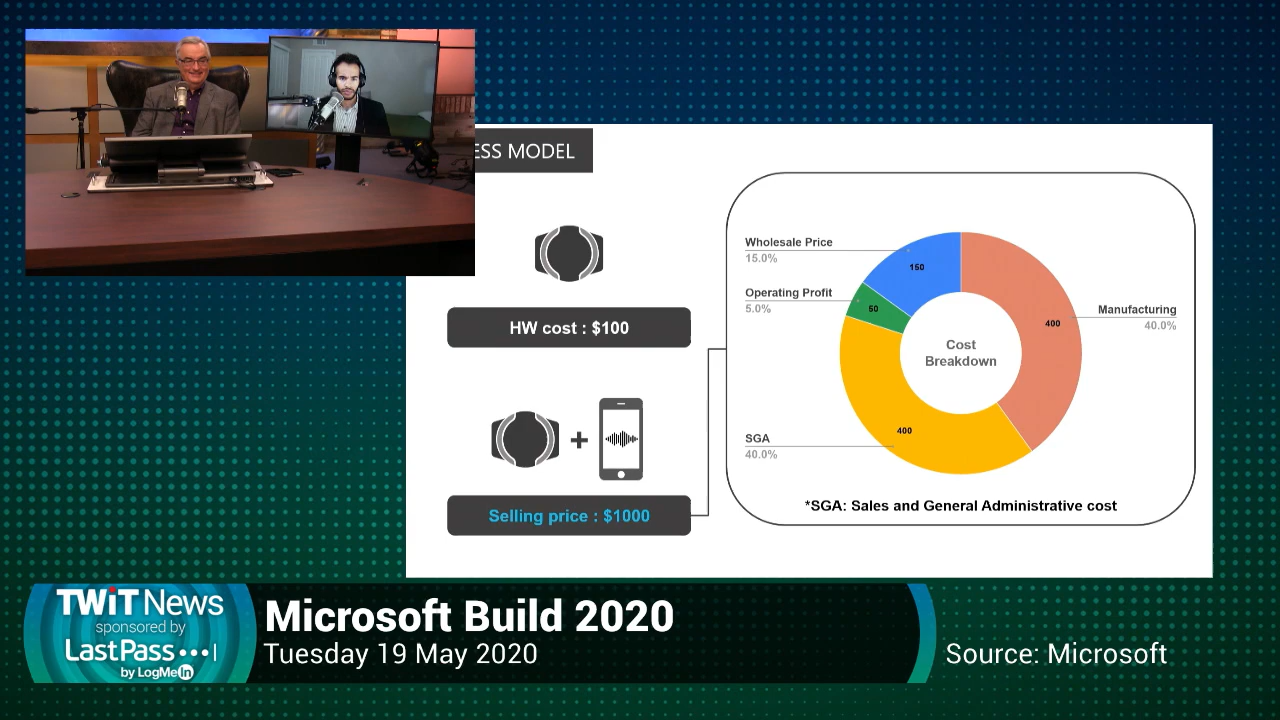 ESS MODEL
HW cost : $100
Selling price : $1000
Wholesale Price
15.0%
Operating Profit
5.0%
SGA
40.0%
Manufacturing
40.0%
150
50
400
400
Cost
Breakdown
*SGA: Sales and General Administrative cost
TWiT News
sponsored by
LastPass•••|
by LogMeIn
Microsoft Build 2020
Tuesday 19 May 2020
Source: Microsoft